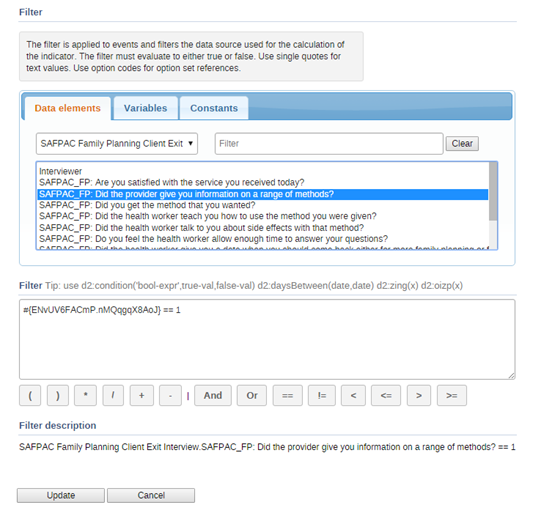 Filter
The filter is applied to events and filters the data source used for the calculation of
the indicator. The filter must evaluate to either true or false. Use single quotes for
text values. Use option codes for option set references.
Data elements Variables Constants
SAFPAC Family Planning Client Exit Filter Clear
Interviewer
SAFPAC_FP: Are you satisfied with the service you received today?
SAFPAC_FP: Did the provider give you information on a range of methods?
SAFPAC_FP: Did you get the method that you wanted?
SAFPAC_FP: Did the health worker teach you how to use the method you were given?
SAFPAC_FP: Did the health worker talk to you about side effects with that method?
SAFPAC_FP: Do you feel the health worker allow enough time to answer your questions?
SAFPAC_FP: Did the health worker give you a date when you should come back either for more family planning or f
Filter Tip: use d2:condition('bool-expr',true-val,false-val) d2:daysBetween(date,date) d2:zing(x) d2:oizp(x)
#{ENvUV6FACmP.nMQqgqX8AoJ} == 1
( ) * / + - | And Or == != < <= > >=
Filter description
SAFPAC Family Planning Client Exit Interview.SAFPAC_FP: Did the provider give you information on a range of methods? == 1
Update Cancel